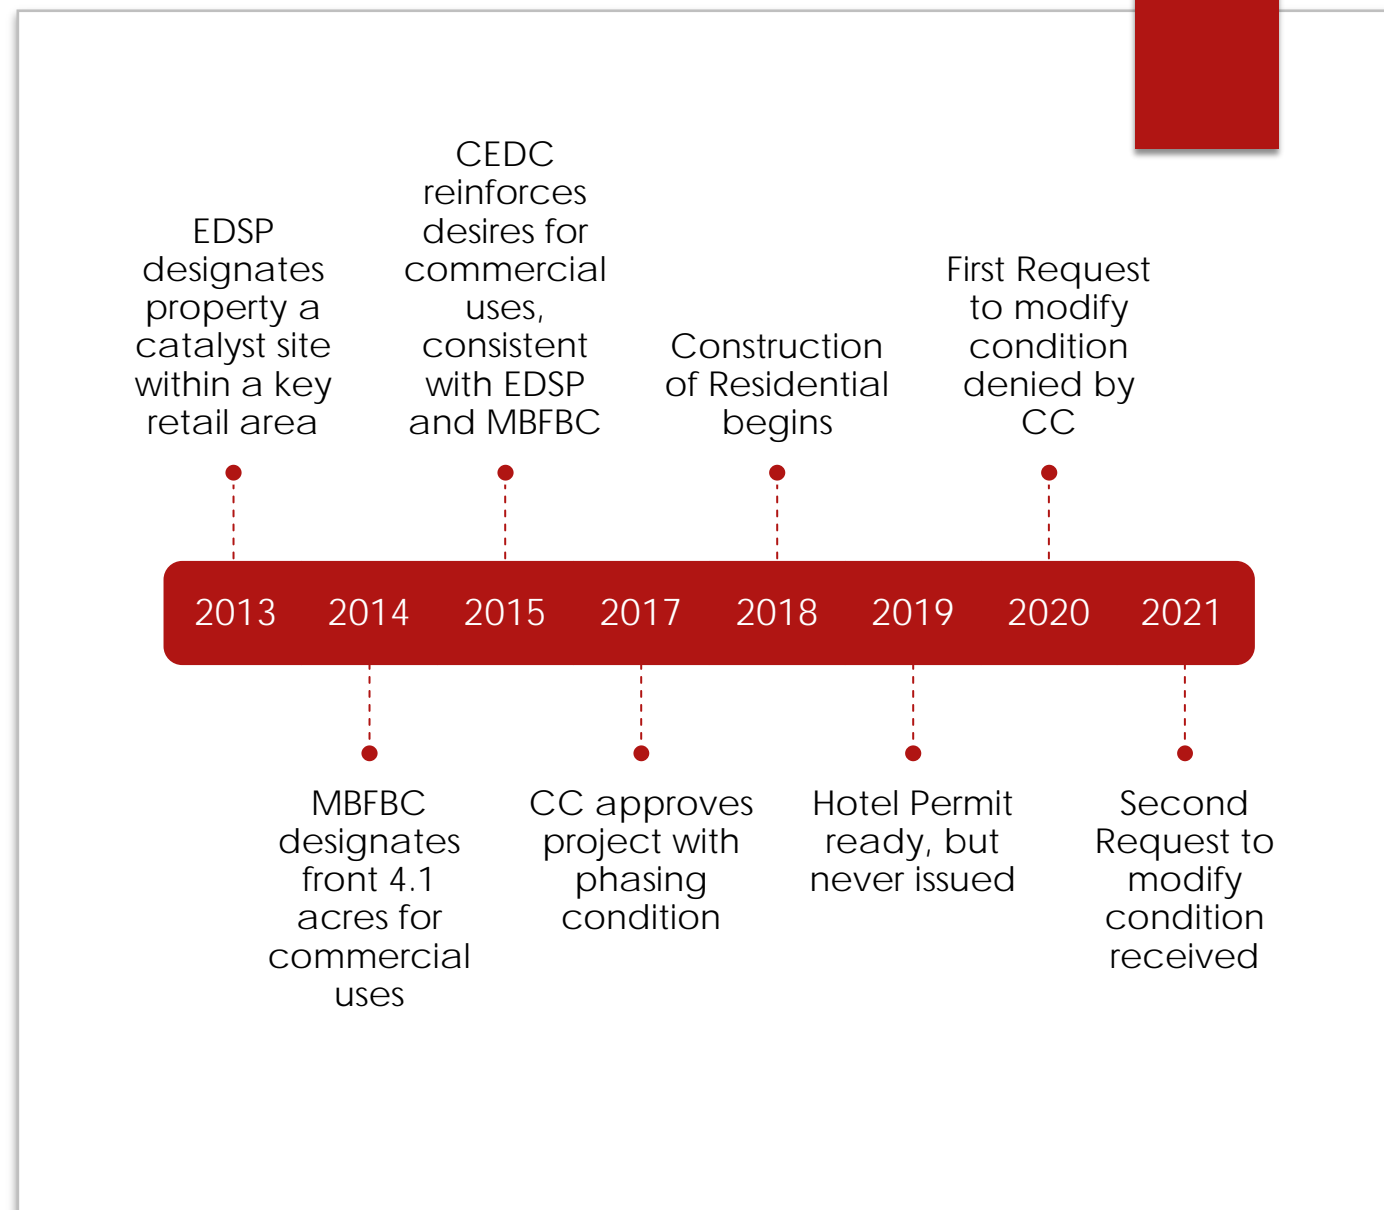 EDSP
designates
property a
catalyst site
within a key
retail area
CEDC
reinforces
desires for
commercial
uses,
consistent
with EDSP
and MBFBC
Construction
of Residential
begins
First Request
to modify
condition
denied by
CC
2013 2014 2015 2017 2018 2019 2020 2021
MBFBC
designates
front 4.1
acres for
commercial
uses
CC approves
project with
phasing
condition
Hotel Permit
ready, but
never issued
Second
Request to
modify
condition
received